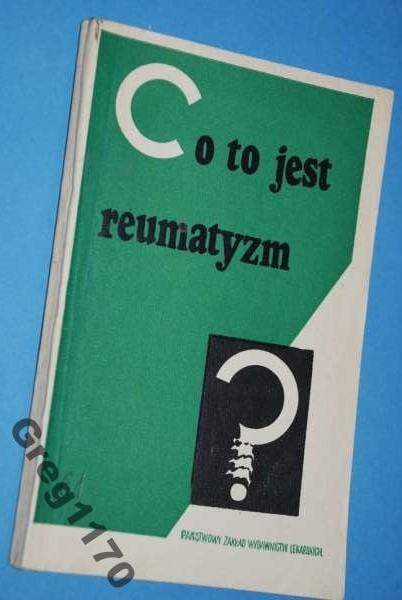 Co to jest
reumatyzm
?
PAŃSTWOWY ZAKŁAD WYDAWNICTW LEKARSKICH
Greg1170